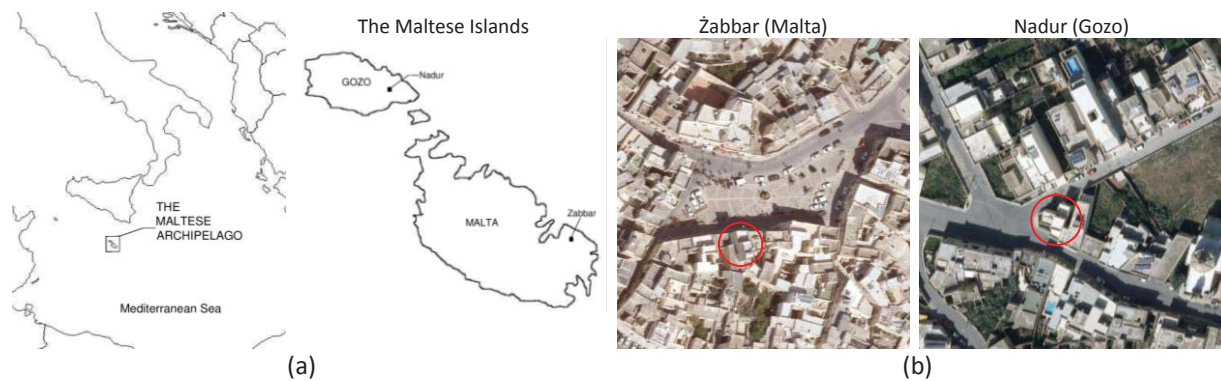 The Maltese Islands
Żabbar (Malta)
Nadur (Gozo)
GOZO
Nadur
THE
MALTESE
ARCHIPELAGO
MALTA
Zabbar
Mediterranean Sea
(a)
(b)